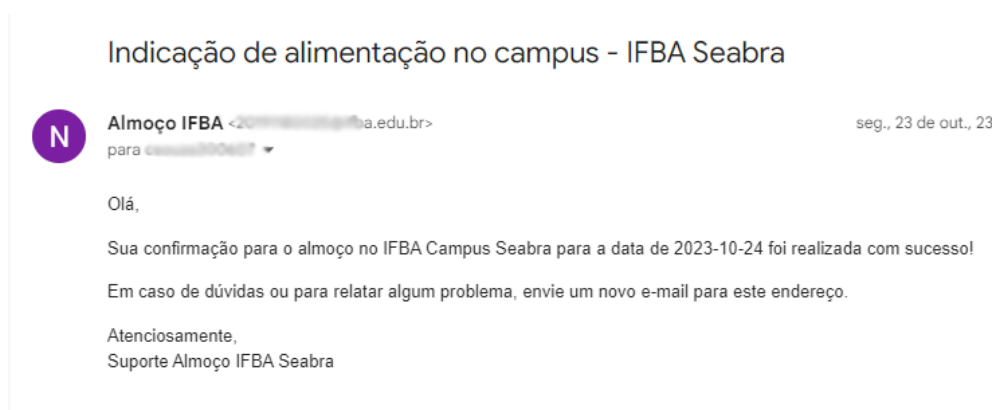 Indicação de alimentação no campus - IFBA Seabra
N
Almoço IFBA <ba.edu.br>
seg., 23 de out., 23
para
Olá,
Sua confirmação para o almoço no IFBA Campus Seabra para a data de 2023-10-24 foi realizada com sucesso!
Em caso de dúvidas ou para relatar algum problema, envie um novo e-mail para este endereço.
Atenciosamente,
Suporte Almoço IFBA Seabra